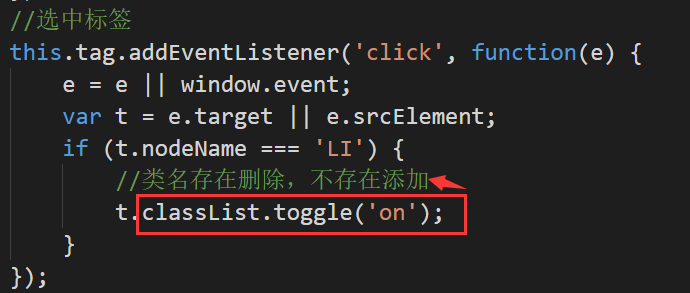 //选中标签
this.tag.addEventListener('click', function(e) {
    e = e || window.event;
    var t = e.target || e.srcElement;
    if (t.nodeName === 'LI') {
        //类名存在删除，不存在添加
        t.classList.toggle('on');
    }
});